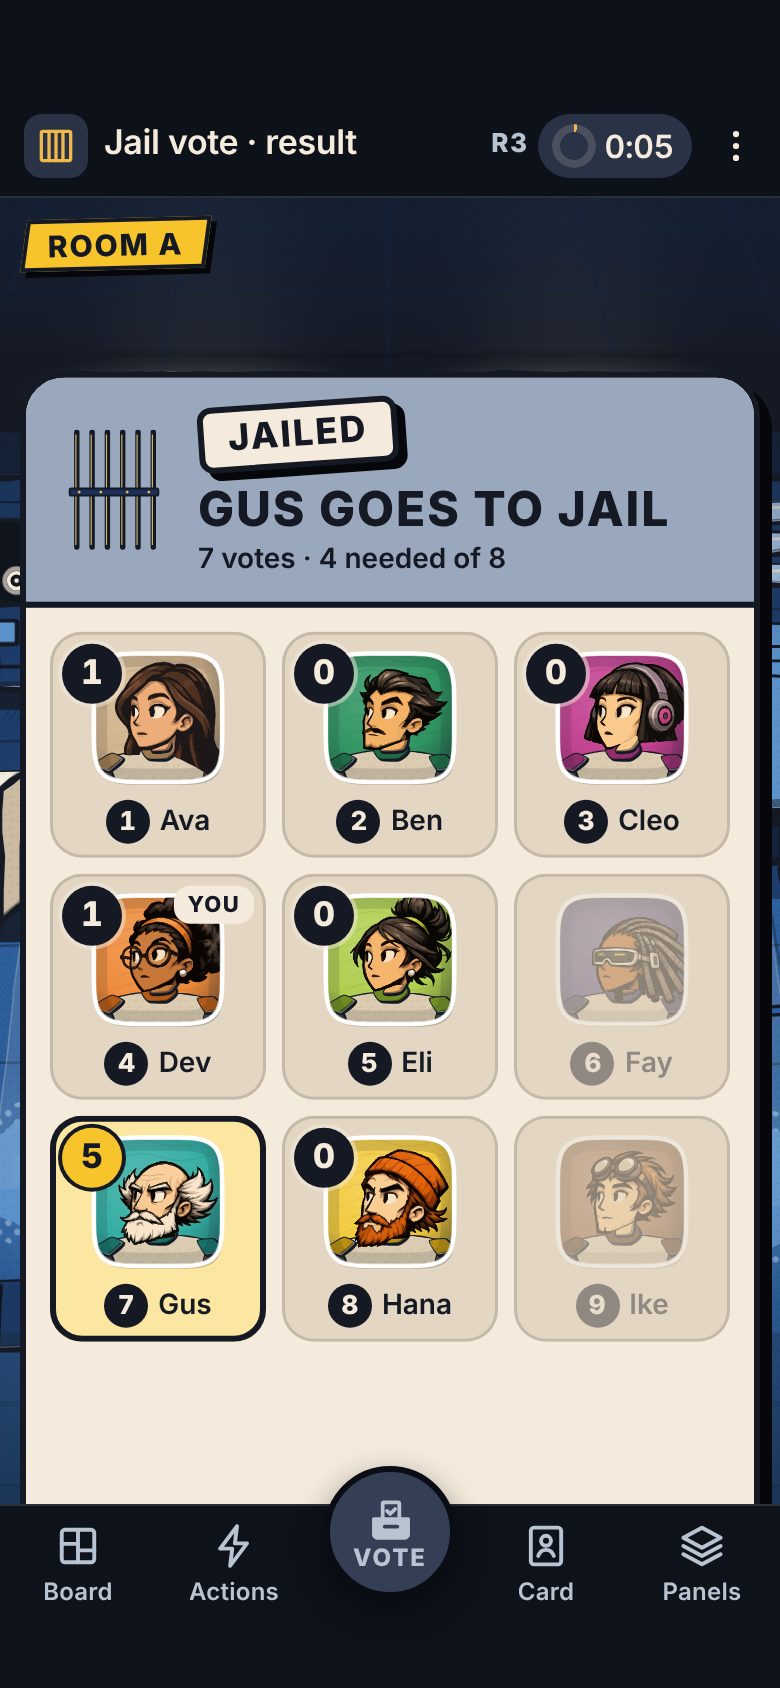 Jail vote · result
R3
0:05
ROOM A
JAILED
GUS GOES TO JAIL
7 votes · 4 needed of 8
1
0
0
1 Ava
2 Ben
3 Cleo
1
YOU
0
4 Dev
5 Eli
6 Fay
5
0
7 Gus
8 Hana
9 Ike
Board
Actions
VOTE
Card
Panels